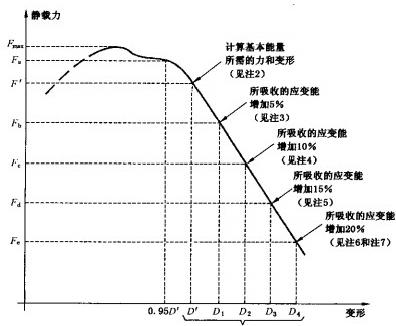 静载力
Fmax
Fa
F'
Fb
Fc
Fd
Fe
计算基本能量
所需的力和变形
(见注2)
所吸收的应变能
增加5%
(见注3)
所吸收的应变能
增加10%
(见注4)
所吸收的应变能
增加15%
(见注5)
所吸收的应变能
增加20%
(见注6和注7)
0.95D' D' D1 D2 D3 D4 变形